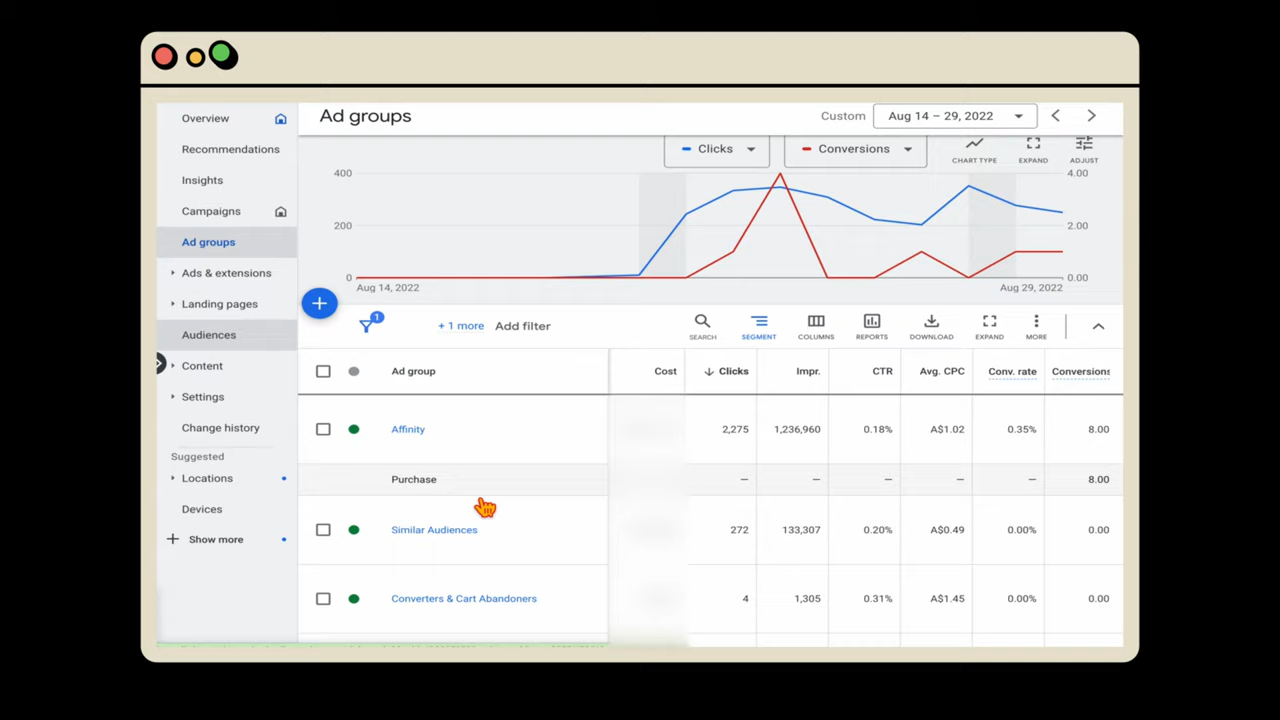 Overview
Recommendations
Insights
Campaigns
Ad groups
Ads & extensions
Landing pages
Audiences
Content
Settings
Change history
Suggested
Locations
Devices
Show more
Ad groups
Custom Aug 14 – 29, 2022
Clicks Conversions CHART TYPE EXPAND ADJUST
400 4.00
200 2.00
0 0.00
Aug 14, 2022 Aug 29, 2022
1 + 1 more Add filter SEARCH SEGMENT COLUMNS REPORTS DOWNLOAD EXPAND MORE
Ad group Cost Clicks Impr. CTR Avg. CPC Conv. rate Conversions
Affinity 2,275 1,236,960 0.18% A$1.02 0.35% 8.00
Purchase – – – – – 8.00
Similar Audiences 272 133,307 0.20% A$0.49 0.00% 0.00
Converters & Cart Abandoners 4 1,305 0.31% A$1.45 0.00% 0.00